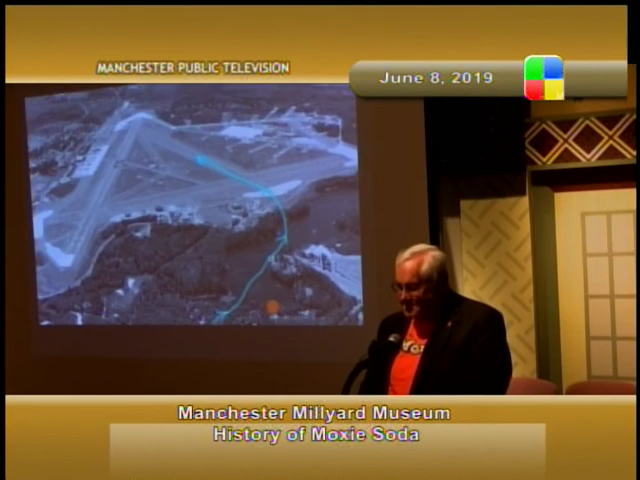 MANCHESTER PUBLIC TELEVISION
June 8, 2019
Manchester Millyard Museum
History of Moxie Soda